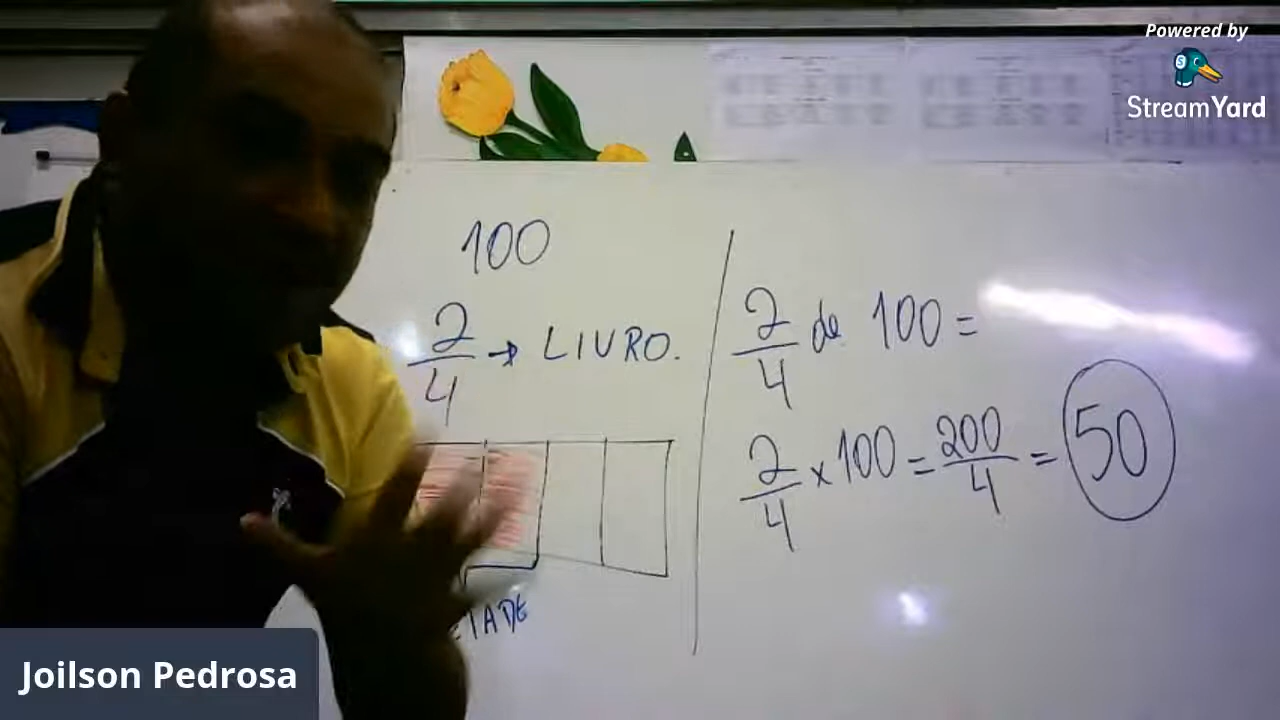 Powered by
StreamYard
100
2/4 → LIVRO.
ETADE
2/4 de 100 =
2/4 x 100 = 200/4 = 50
Joilson Pedrosa